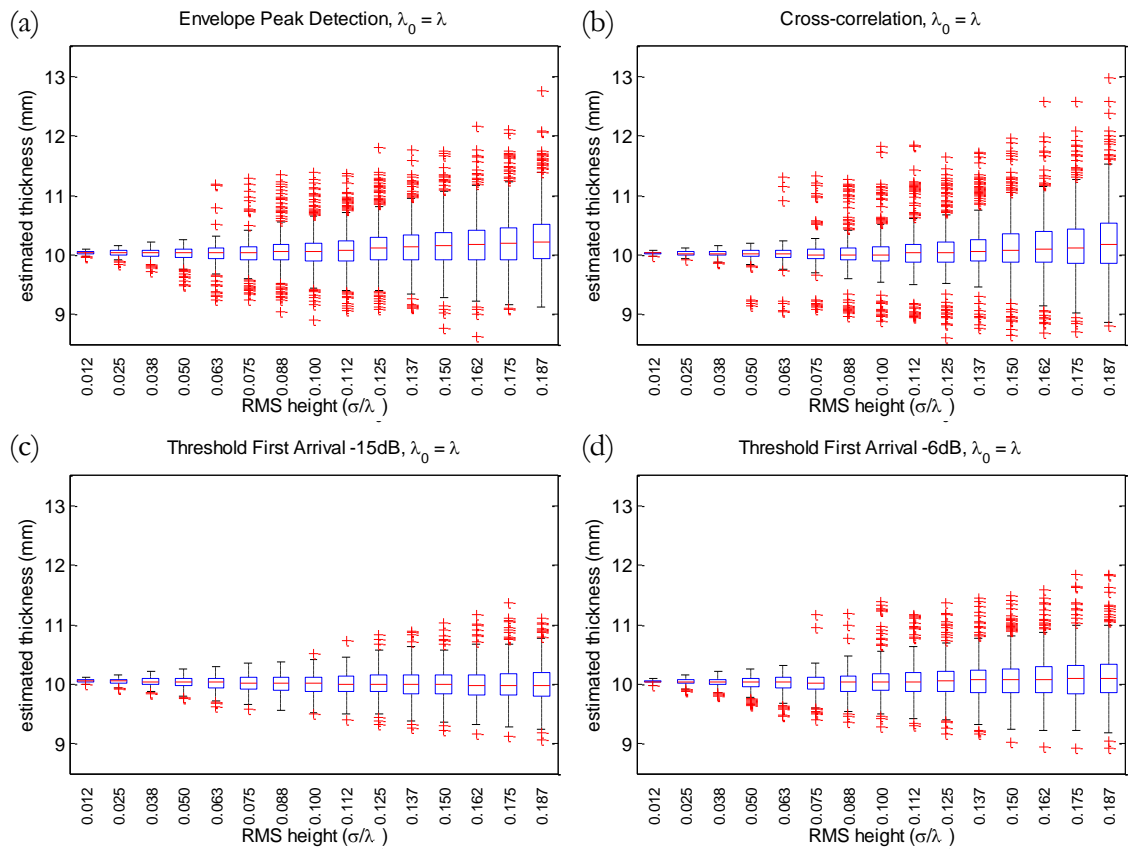 (a) Envelope Peak Detection, λ0 = λ
estimated thickness (mm)
13
12
11
10
9
0.012 0.025 0.038 0.050 0.063 0.075 0.088 0.100 0.112 0.125 0.137 0.150 0.162 0.175 0.187
RMS height (σ/λ )
(b) Cross-correlation, λ0 = λ
estimated thickness (mm)
13
12
11
10
9
0.012 0.025 0.038 0.050 0.063 0.075 0.088 0.100 0.112 0.125 0.137 0.150 0.162 0.175 0.187
RMS height (σ/λ )
(c) Threshold First Arrival -15dB, λ0 = λ
estimated thickness (mm)
13
12
11
10
9
0.012 0.025 0.038 0.050 0.063 0.075 0.088 0.100 0.112 0.125 0.137 0.150 0.162 0.175 0.187
RMS height (σ/λ )
(d) Threshold First Arrival -6dB, λ0 = λ
estimated thickness (mm)
13
12
11
10
9
0.012 0.025 0.038 0.050 0.063 0.075 0.088 0.100 0.112 0.125 0.137 0.150 0.162 0.175 0.187
RMS height (σ/λ )